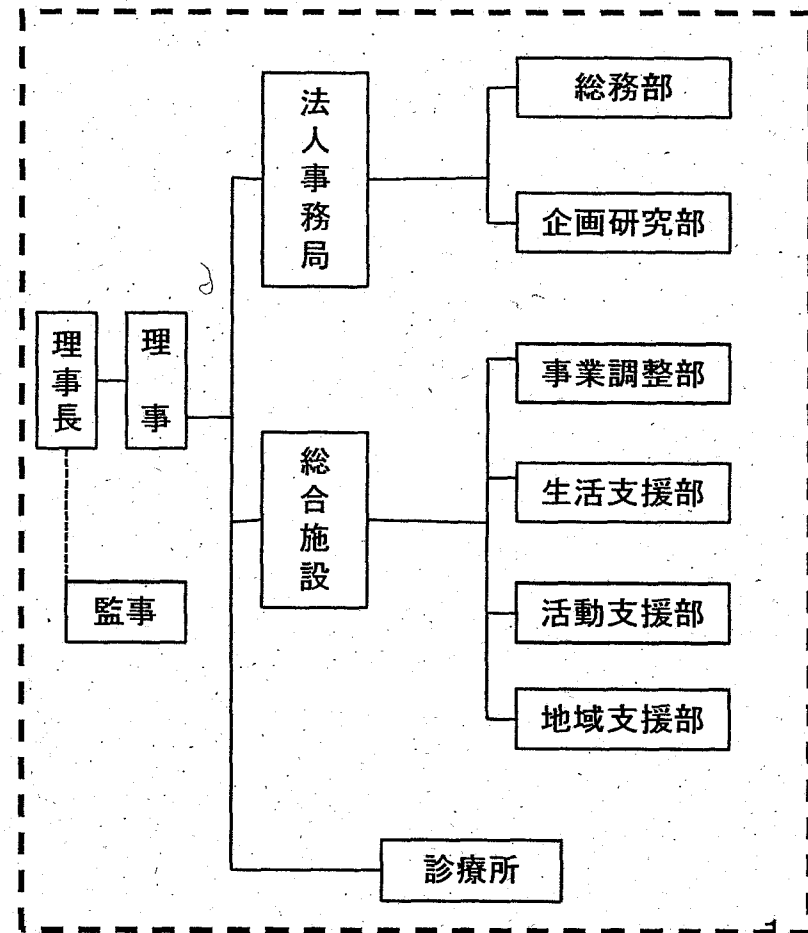 法人事務局
総務部
企画研究部
理事長
理事
総合施設
事業調整部
生活支援部
活動支援部
地域支援部
監事
診療所